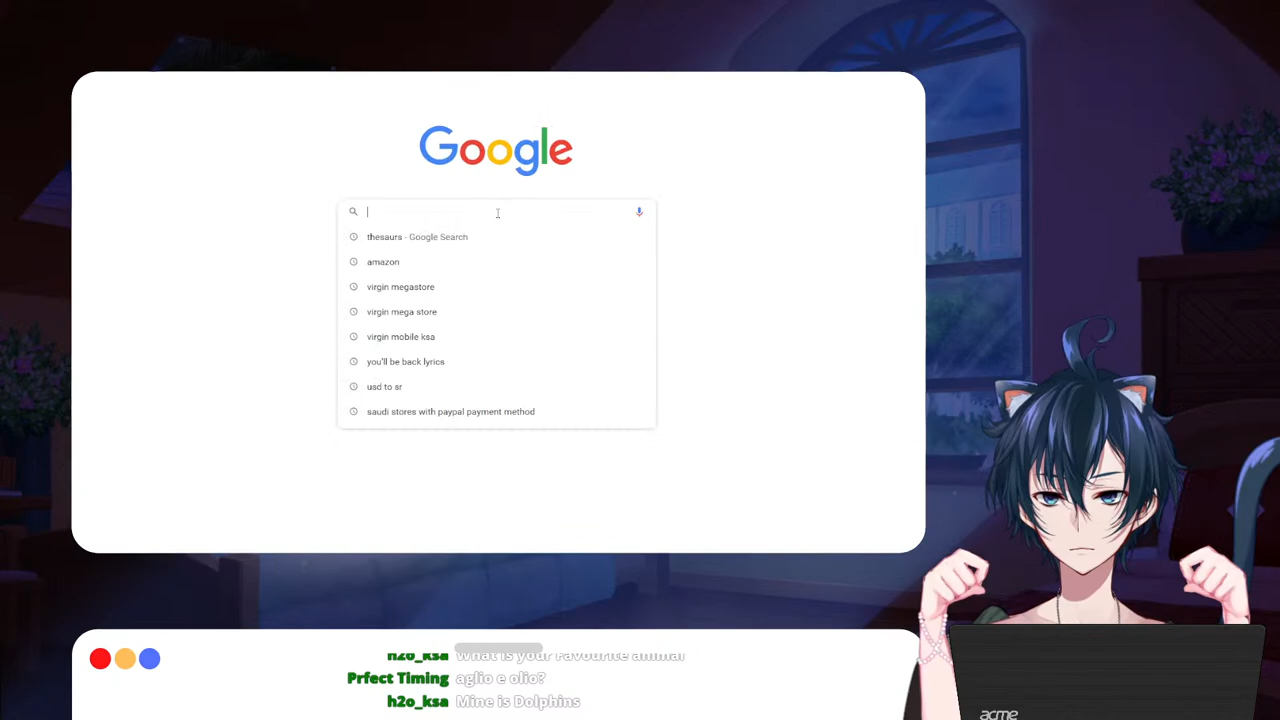 Google
thesaurs - Google Search
amazon
virgin megastore
virgin mega store
virgin mobile ksa
you'll be back lyrics
usd to sr
saudi stores with paypal payment method
h2o_ksa What is your Favourite animal
Prfect Timing aglio e olio?
h2o_ksa Mine is Dolphins
acme